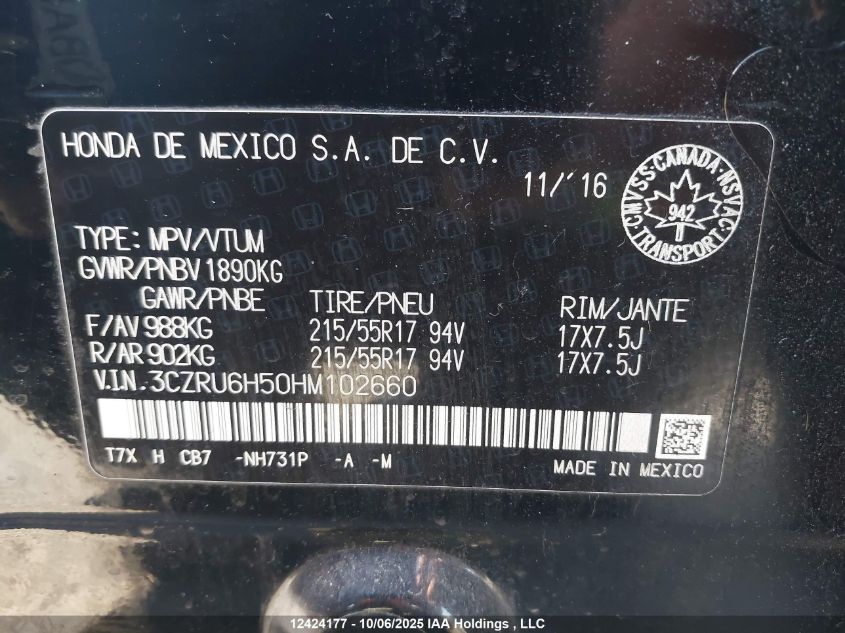 HONDA DE MEXICO S.A. DE C.V.
11/'16
CMVSS·CANADA·NSVAC·
942
TRANSPORT
TYPE: MPV/VTUM
GVWR/PNBV 1890KG
GAWR/PNBE TIRE/PNEU RIM/JANTE
F/AV 988KG 215/55R17 94V 17X7.5J
R/AR 902KG 215/55R17 94V 17X7.5J
V.I.N. 3CZRU6H50HM102660
T7X H CB7 -NH731P -A -M
MADE IN MEXICO
12424177 - 10/06/2025 IAA Holdings , LLC